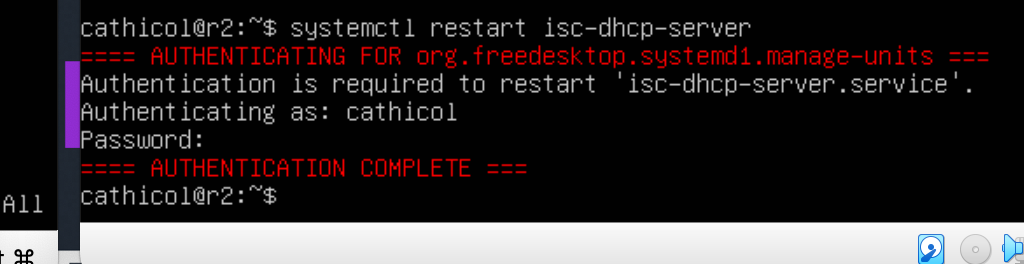 cathicol@r2:~$ systemctl restart isc-dhcp-server
==== AUTHENTICATING FOR org.freedesktop.systemd1.manage-units ===
Authentication is required to restart 'isc-dhcp-server.service'.
Authenticating as: cathicol
Password:
==== AUTHENTICATION COMPLETE ===
cathicol@r2:~$
All
⌘